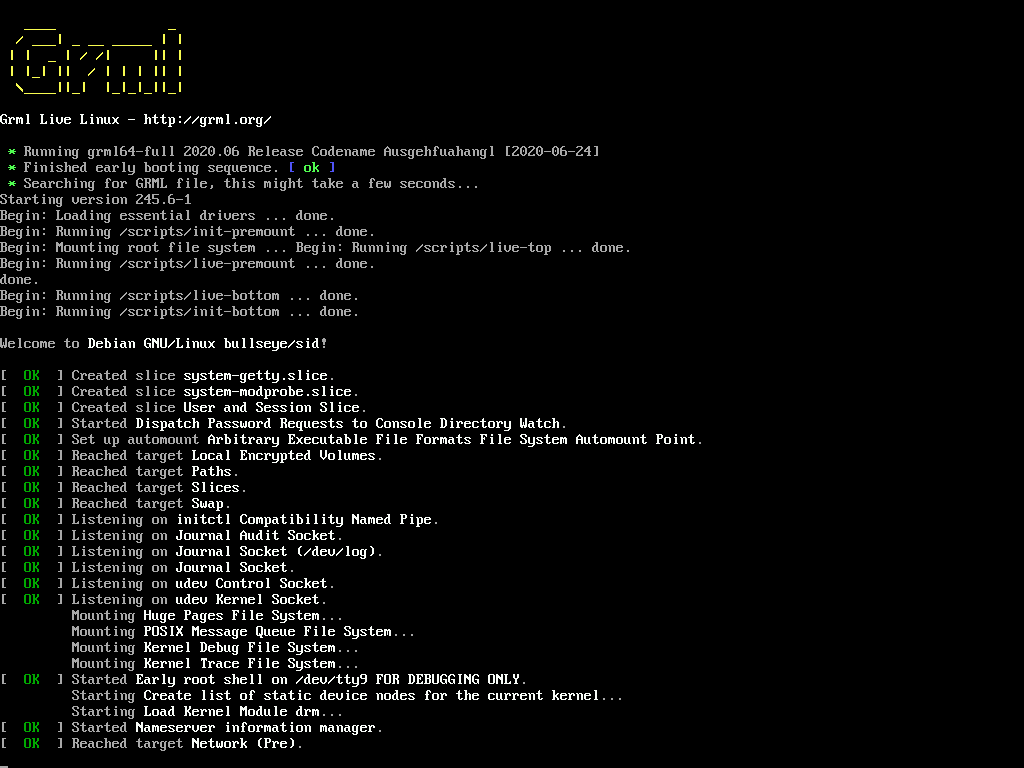 Grml
Grml Live Linux - http://grml.org/
* Running grml64-full 2020.06 Release Codename Ausgehfuahangl [2020-06-24]
* Finished early booting sequence. [ ok ]
* Searching for GRML file, this might take a few seconds...
Starting version 245.6-1
Begin: Loading essential drivers ... done.
Begin: Running /scripts/init-premount ... done.
Begin: Mounting root file system ... Begin: Running /scripts/live-top ... done.
Begin: Running /scripts/live-premount ... done.
done.
Begin: Running /scripts/live-bottom ... done.
Begin: Running /scripts/init-bottom ... done.
Welcome to Debian GNU/Linux bullseye/sid!
[  OK  ] Created slice system-getty.slice.
[  OK  ] Created slice system-modprobe.slice.
[  OK  ] Created slice User and Session Slice.
[  OK  ] Started Dispatch Password Requests to Console Directory Watch.
[  OK  ] Set up automount Arbitrary Executable File Formats File System Automount Point.
[  OK  ] Reached target Local Encrypted Volumes.
[  OK  ] Reached target Paths.
[  OK  ] Reached target Slices.
[  OK  ] Reached target Swap.
[  OK  ] Listening on initctl Compatibility Named Pipe.
[  OK  ] Listening on Journal Audit Socket.
[  OK  ] Listening on Journal Socket (/dev/log).
[  OK  ] Listening on Journal Socket.
[  OK  ] Listening on udev Control Socket.
[  OK  ] Listening on udev Kernel Socket.
Mounting Huge Pages File System...
Mounting POSIX Message Queue File System...
Mounting Kernel Debug File System...
Mounting Kernel Trace File System...
[  OK  ] Started Early root shell on /dev/tty9 FOR DEBUGGING ONLY.
Starting Create list of static device nodes for the current kernel...
Starting Load Kernel Module drm...
[  OK  ] Started Nameserver information manager.
[  OK  ] Reached target Network (Pre).